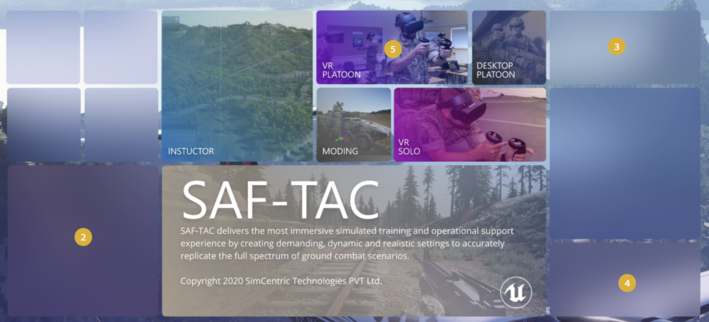 5
3
VR
PLATOON
DESKTOP
PLATOON
INSTUCTOR
MODING
VR
SOLO
2
SAF-TAC
SAF-TAC delivers the most immersive simulated training and operational support
experience by creating demanding, dynamic and realistic settings to accurately
replicate the full spectrum of ground combat scenarios.
Copyright 2020 SimCentric Technologies PVT Ltd.
4